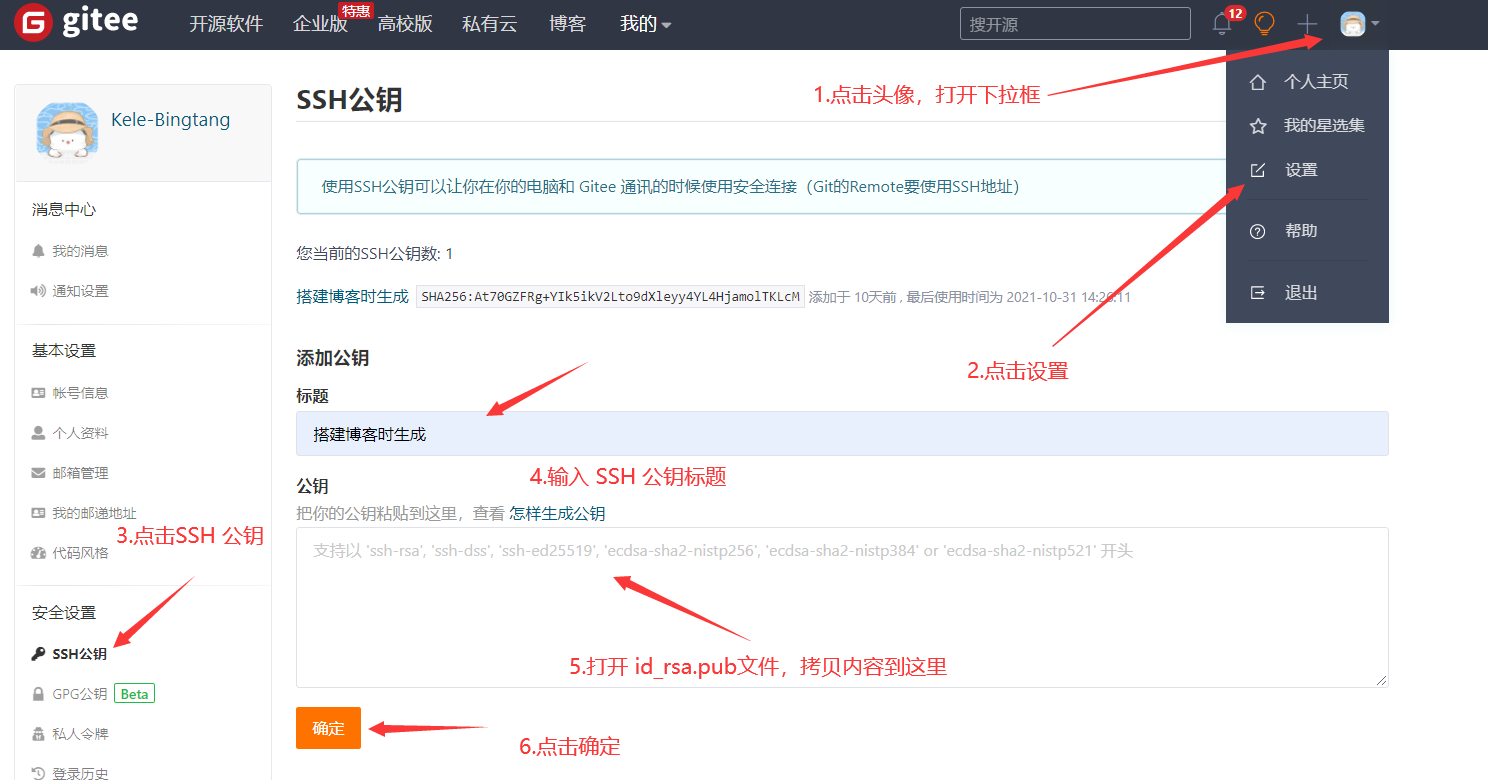 gitee 开源软件 企业版 特惠 高校版 私有云 博客 我的 搜开源 12
1.点击头像，打开下拉框
个人主页
我的星选集
设置
帮助
退出
2.点击设置
Kele-Bingtang
消息中心
我的消息
通知设置
基本设置
帐号信息
个人资料
邮箱管理
我的邮递地址
代码风格
3.点击SSH 公钥
安全设置
SSH公钥
GPG公钥 Beta
私人令牌
登录历史
SSH公钥
使用SSH公钥可以让你在你的电脑和 Gitee 通讯的时候使用安全连接（Git的Remote要使用SSH地址）
您当前的SSH公钥数: 1
搭建博客时生成 SHA256:At70GZFRg+YIk5ikV2Lto9dXleyy4YL4HjamolTKLcM 添加于 10天前 , 最后使用时间为 2021-10-31 14:26:11
添加公钥
标题
搭建博客时生成
4.输入 SSH 公钥标题
公钥
把你的公钥粘贴到这里，查看 怎样生成公钥
支持以 'ssh-rsa', 'ssh-dss', 'ssh-ed25519', 'ecdsa-sha2-nistp256', 'ecdsa-sha2-nistp384' or 'ecdsa-sha2-nistp521' 开头
5.打开 id_rsa.pub文件，拷贝内容到这里
确定
6.点击确定